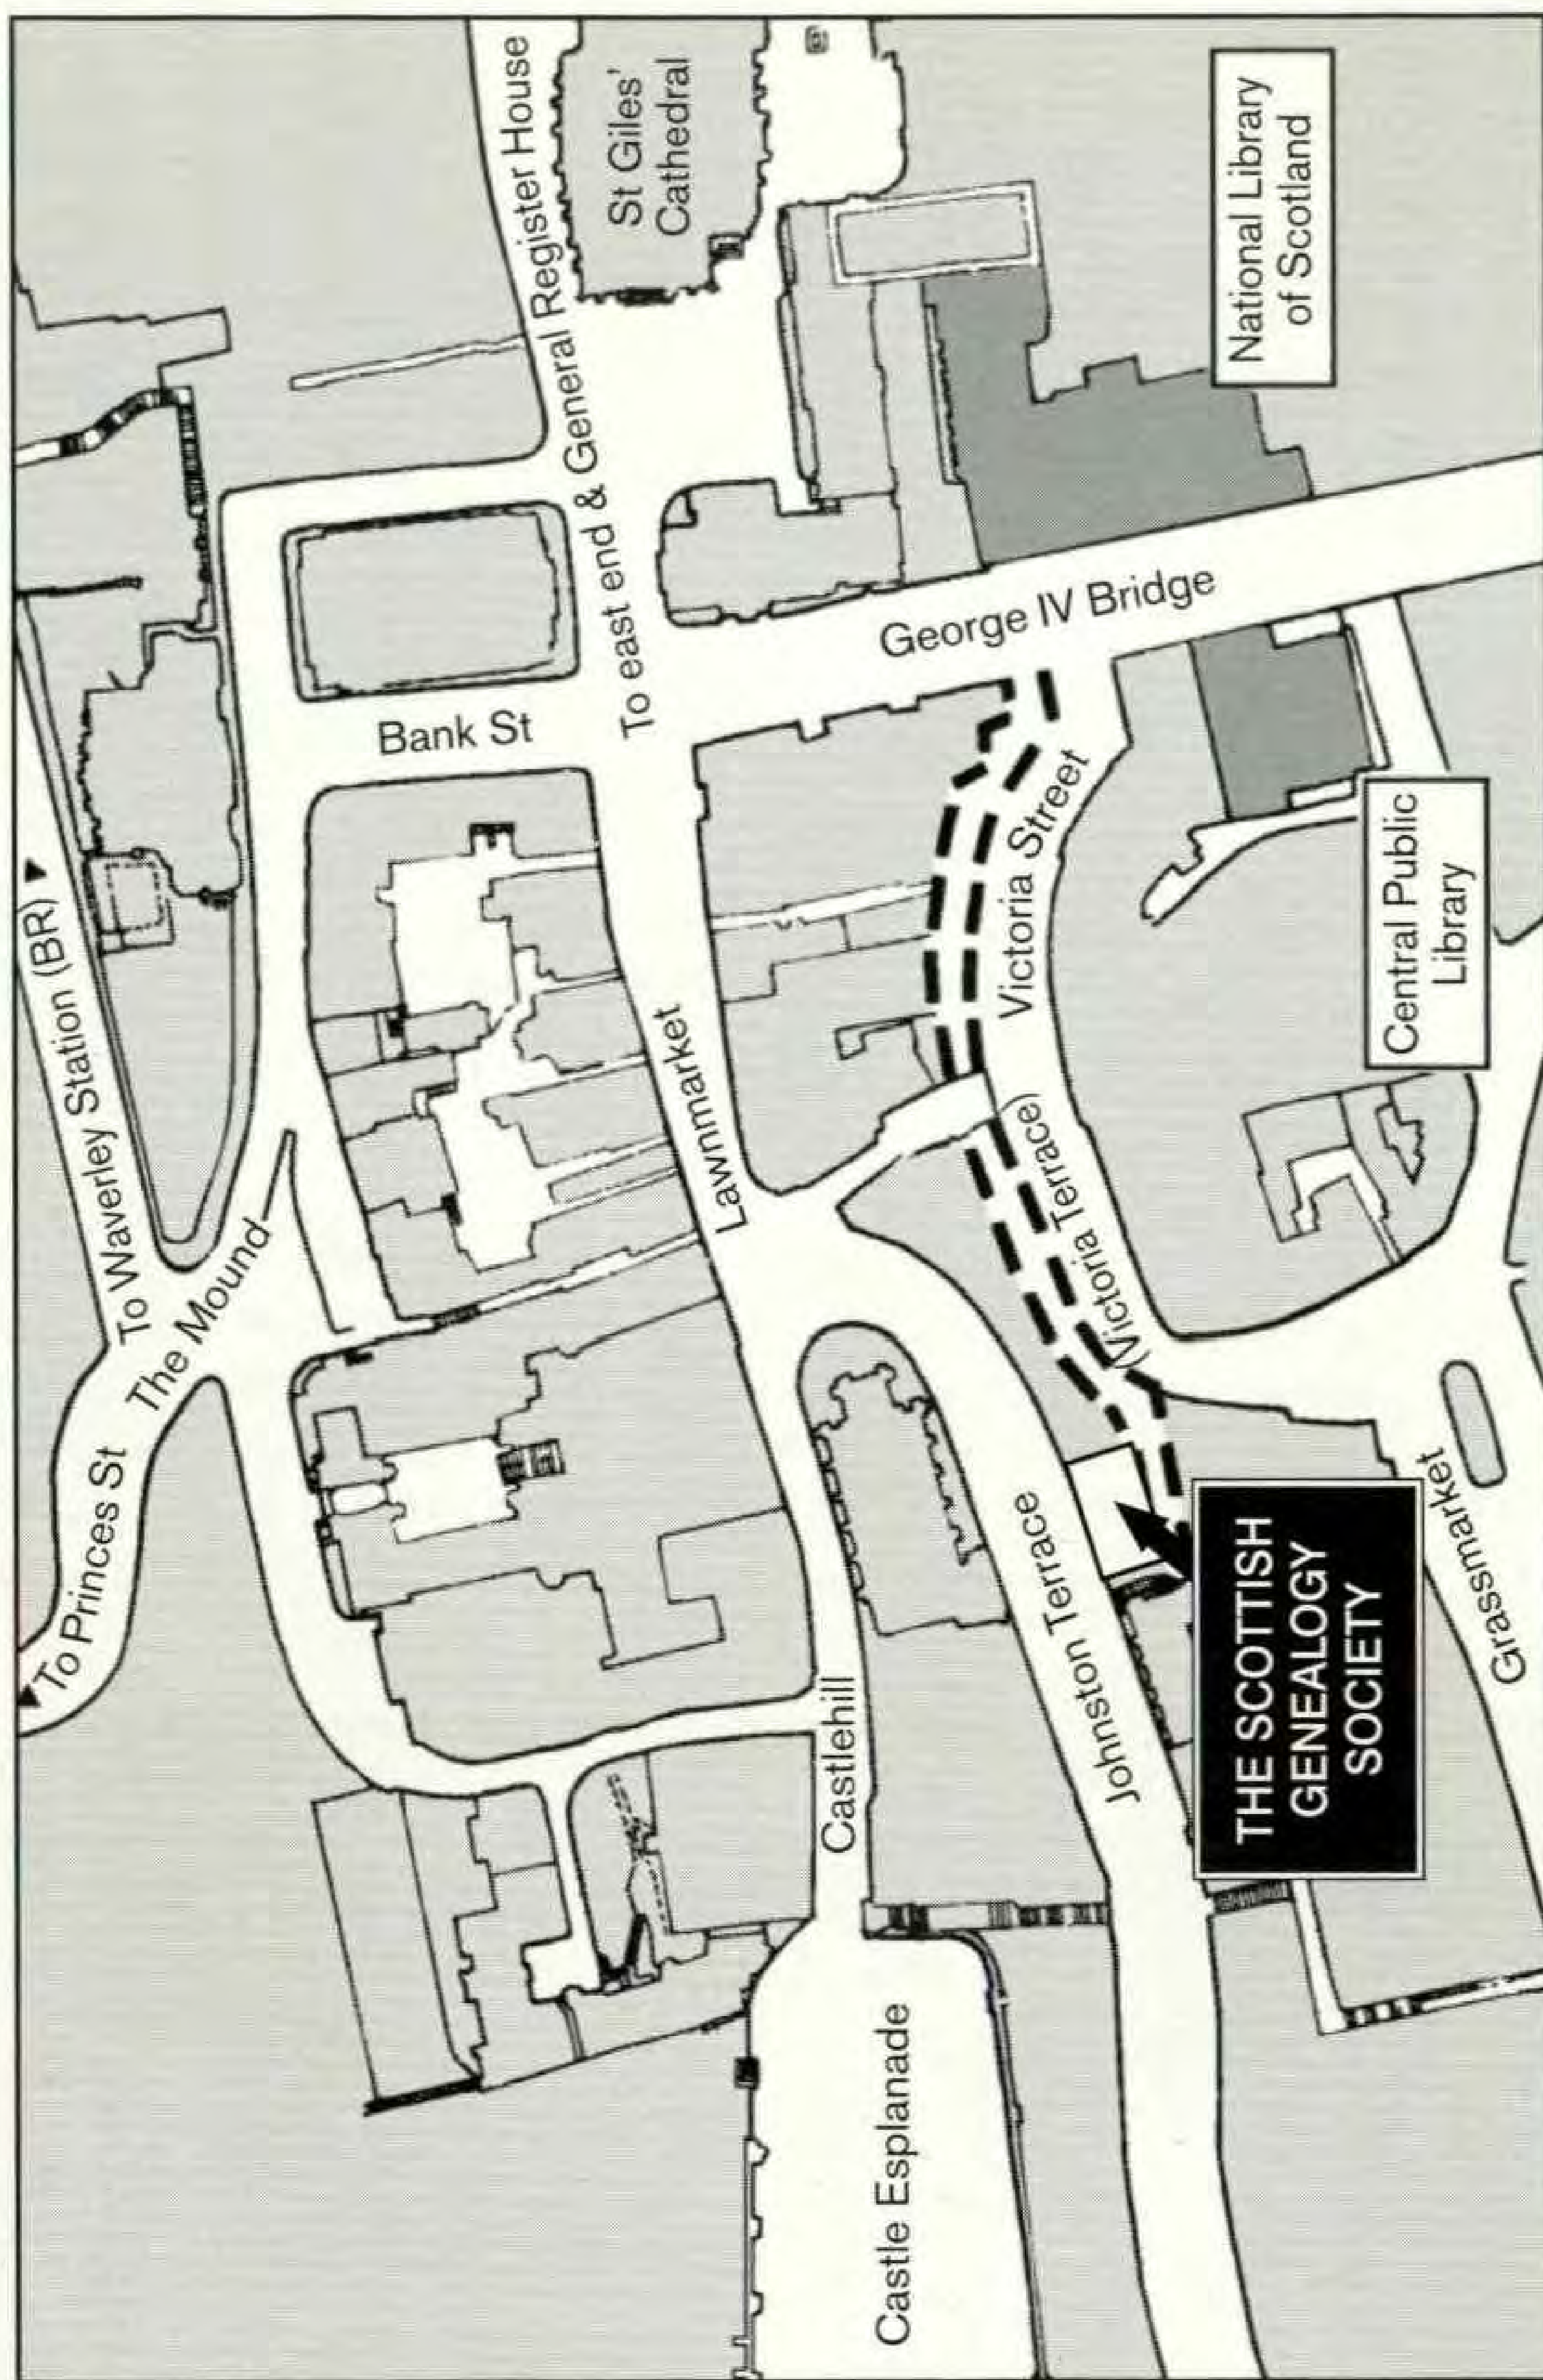 To Princes St
To Waverley Station (BR)
The Mound
Bank St
To east end & General Register House
St Giles'
Cathedral
Lawnmarket
Castlehill
Castle Esplanade
Johnston Terrace
George IV Bridge
Victoria Street
(Victoria Terrace)
National Library
of Scotland
Central Public
Library
THE SCOTTISH
GENEALOGY
SOCIETY
Grassmarket